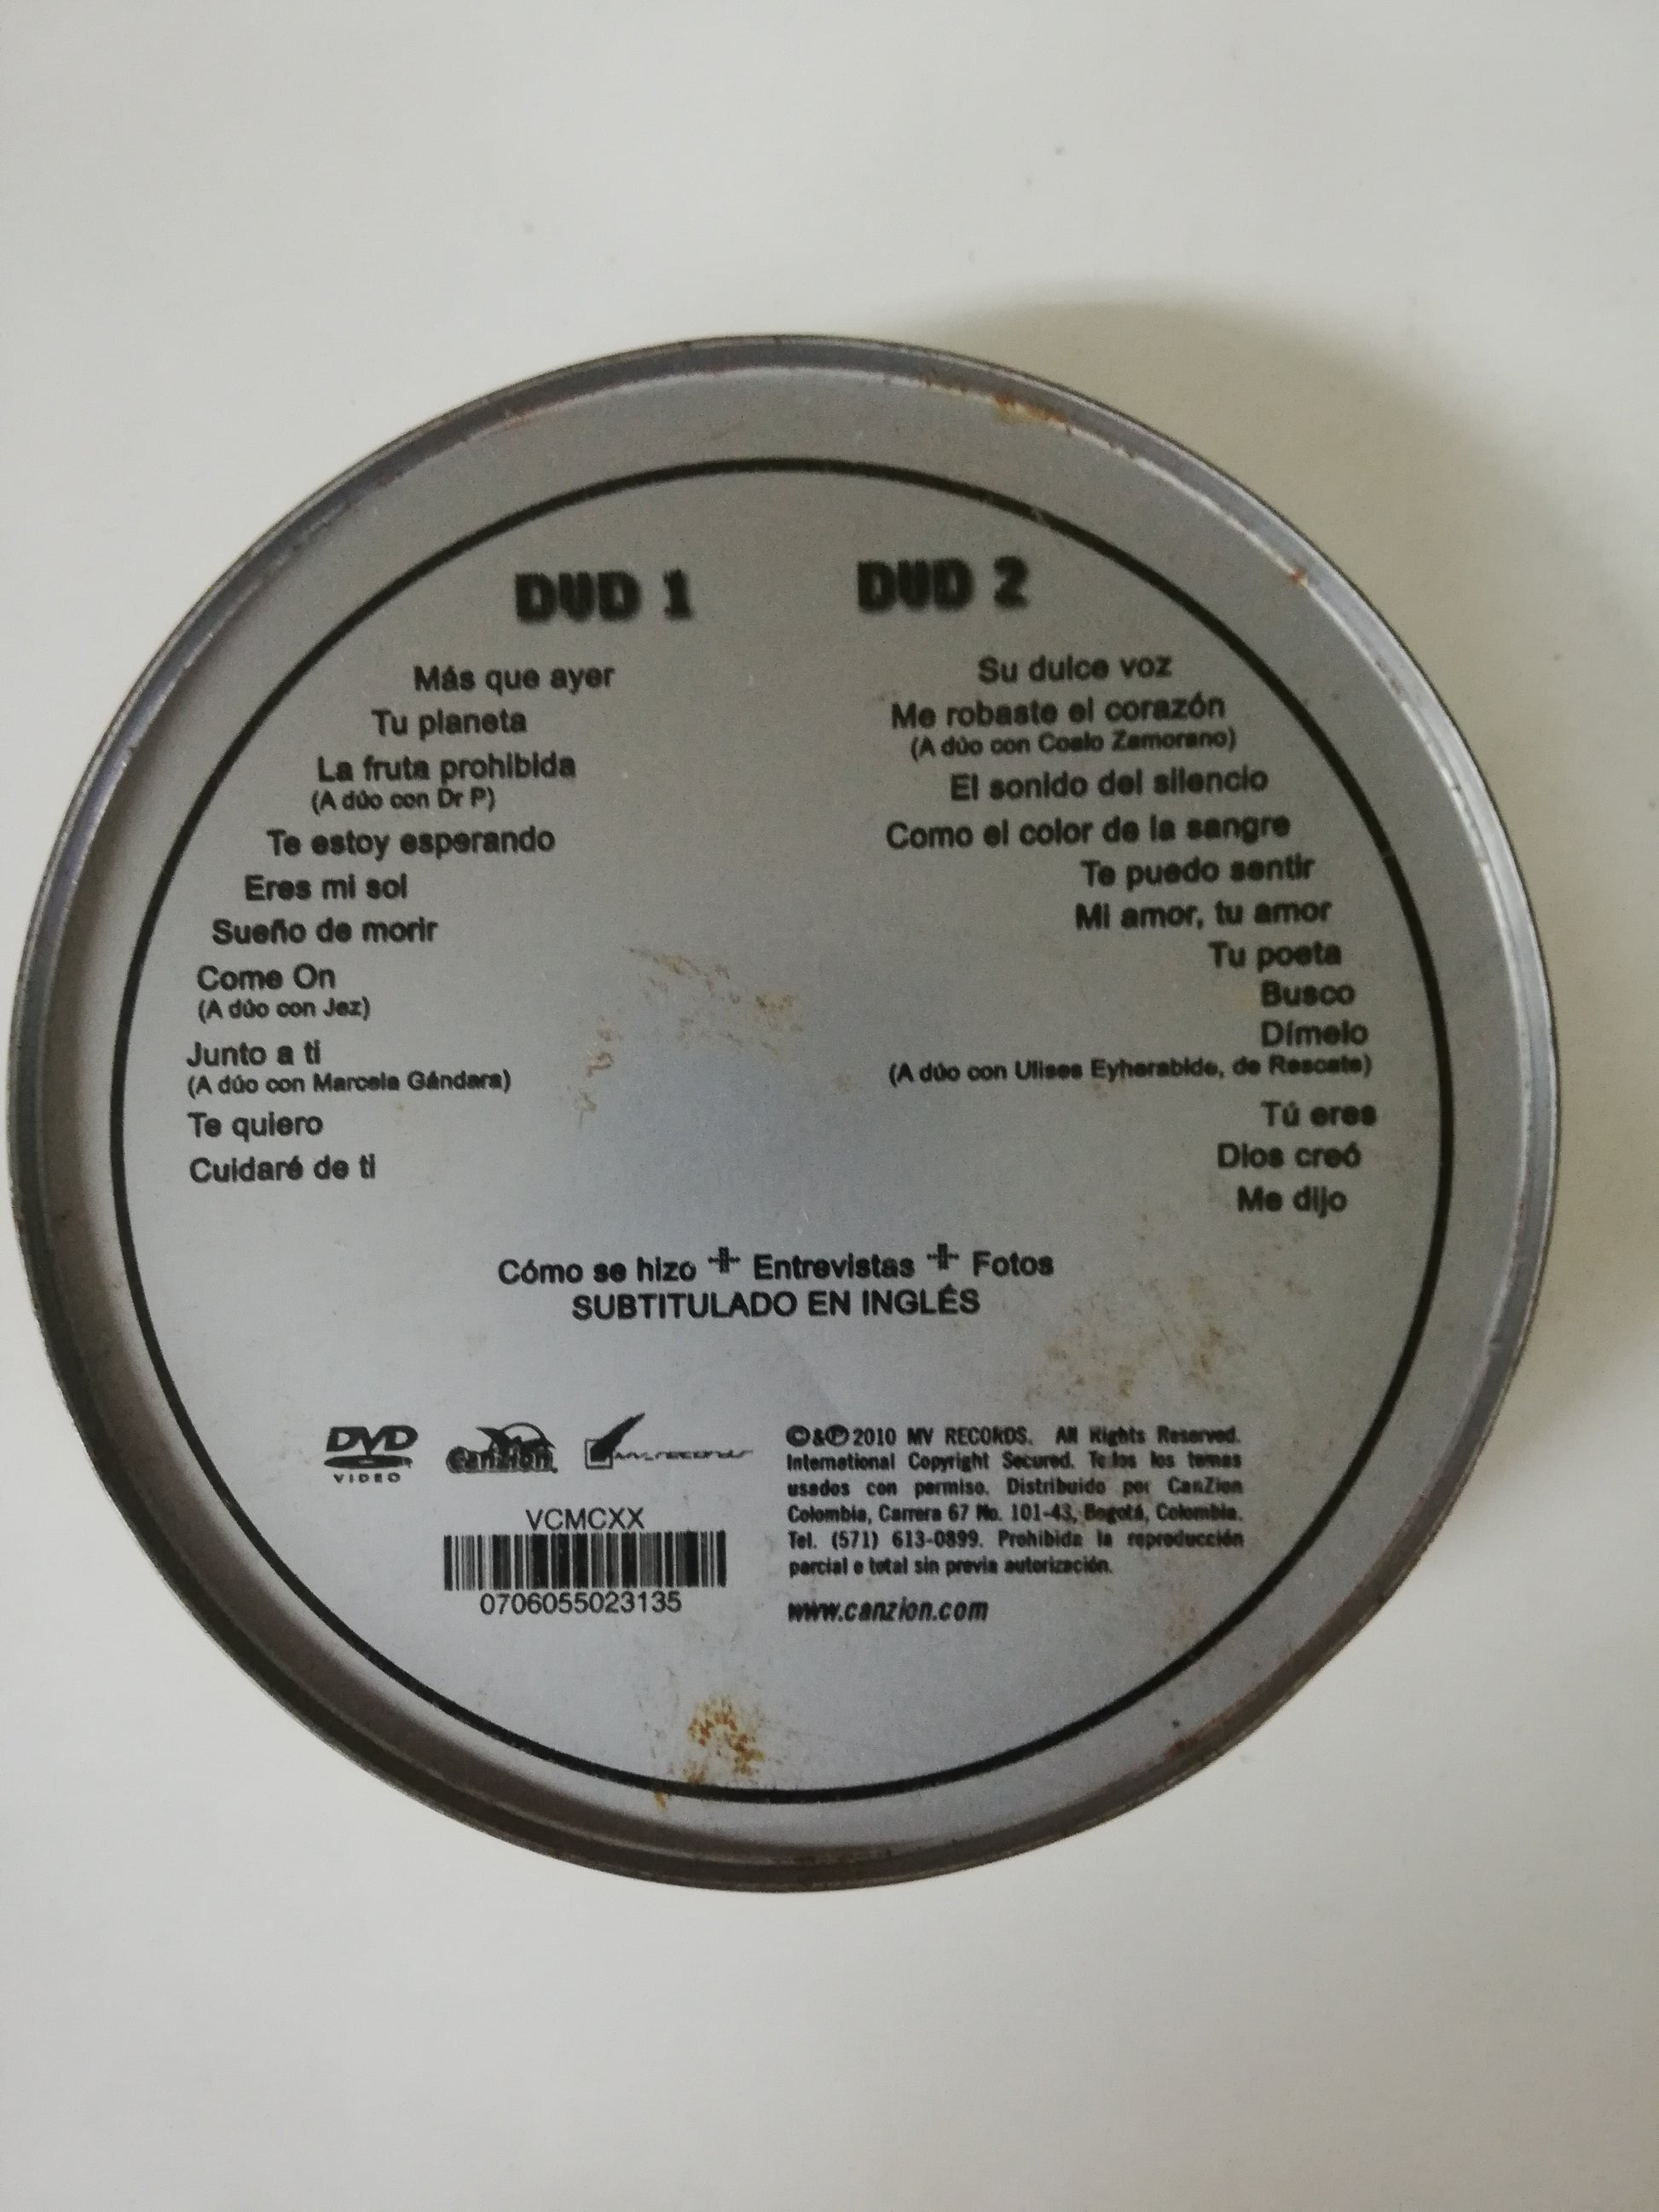 DVD 1
Más que ayer
Tu planeta
La fruta prohibida
(A dúo con Dr P)
Te estoy esperando
Eres mi sol
Sueño de morir
Come On
(A dúo con Jez)
Junto a ti
(A dúo con Marcela Gándara)
Te quiero
Cuidaré de ti
DVD 2
Su dulce voz
Me robaste el corazón
(A dúo con Coalo Zamorano)
El sonido del silencio
Como el color de la sangre
Te puedo sentir
Mi amor, tu amor
Tu poeta
Busco
Dímelo
(A dúo con Ulises Eyherabide, de Rescate)
Tú eres
Dios creó
Me dijo
Cómo se hizo + Entrevistas + Fotos
SUBTITULADO EN INGLÉS
DVD
VIDEO
CanZion
mv records
VCMCXX
0706055023135
©&℗2010 MV RECORDS. All Rights Reserved.
International Copyright Secured. Todos los temas
usados con permiso. Distribuido por CanZion
Colombia, Carrera 67 No. 101-43, Bogotá, Colombia.
Tel. (571) 613-0899. Prohibida la reproducción
parcial o total sin previa autorización.
www.canzion.com